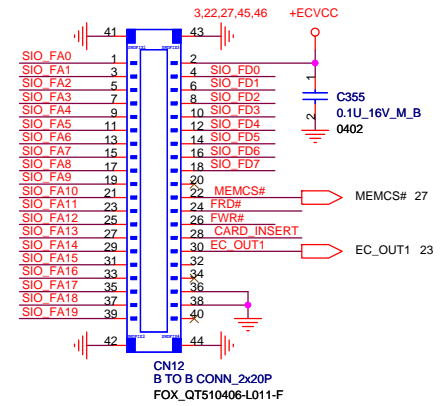 3,22,27,45,46 +ECVCC
41 43
SIO_FA0 1 2
SIO_FA1 3 4 SIO_FD0
SIO_FA2 5 6 SIO_FD1
SIO_FA3 7 8 SIO_FD2
SIO_FA4 9 10 SIO_FD3
SIO_FA5 11 12 SIO_FD4
SIO_FA6 13 14 SIO_FD5
SIO_FA7 15 16 SIO_FD6
SIO_FA8 17 18 SIO_FD7
SIO_FA9 19 20
SIO_FA10 21 22 MEMCS# MEMCS# 27
SIO_FA11 23 24 FRD#
SIO_FA12 25 26 FWR#
SIO_FA13 27 28 CARD_INSERT
SIO_FA14 29 30 EC_OUT1 EC_OUT1 23
SIO_FA15 31 32
SIO_FA16 33 34
SIO_FA17 35 36
SIO_FA18 37 38
SIO_FA19 39 40
42 44
1
C355
0.1U_16V_M_B
2
0402
CN12
B TO B CONN_2x20P
FOX_QT510406-L011-F